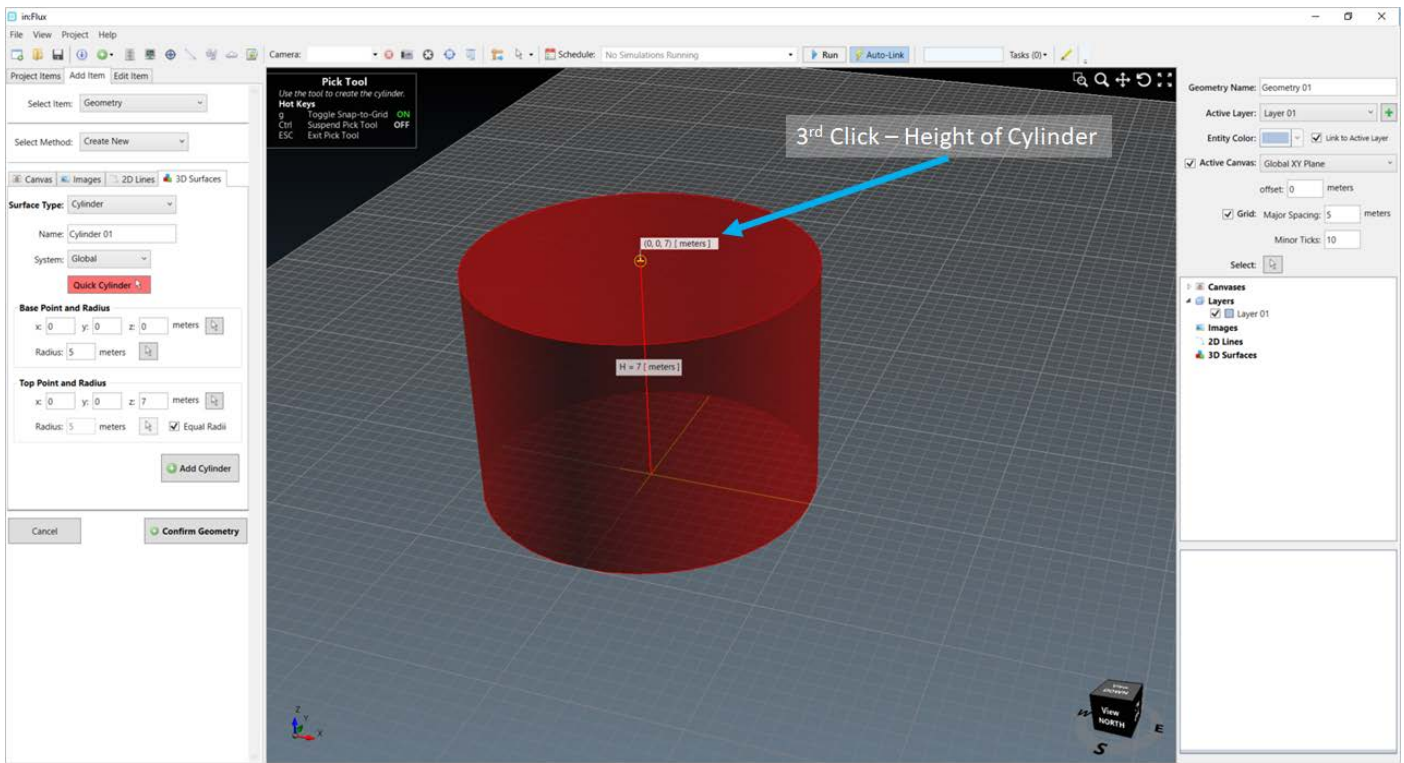 in:Flux
File View Project Help
Camera:
Schedule: No Simulations Running
Run
Auto-Link
Tasks (0)
Project Items Add Item Edit Item
Select Item: Geometry
Select Method: Create New
Canvas Images 2D Lines 3D Surfaces
Surface Type: Cylinder
Name: Cylinder 01
System: Global
Quick Cylinder
Base Point and Radius
x: 0 y: 0 z: 0 meters
Radius: 5 meters
Top Point and Radius
x: 0 y: 0 z: 7 meters
Radius: 5 meters Equal Radii
Add Cylinder
Cancel Confirm Geometry
Pick Tool
Use the tool to create the cylinder.
Hot Keys
g Toggle Snap-to-Grid ON
Ctrl Suspend Pick Tool OFF
ESC Exit Pick Tool
3rd Click – Height of Cylinder
(0, 0, 7) [ meters ]
H = 7 [ meters ]
Z
Y
X
View
DOWN
View
NORTH
W
E
S
Geometry Name: Geometry 01
Active Layer: Layer 01
Entity Color: Link to Active Layer
Active Canvas: Global XY Plane
offset: 0 meters
Grid: Major Spacing: 5 meters
Minor Ticks: 10
Select:
Canvases
Layers
Layer 01
Images
2D Lines
3D Surfaces